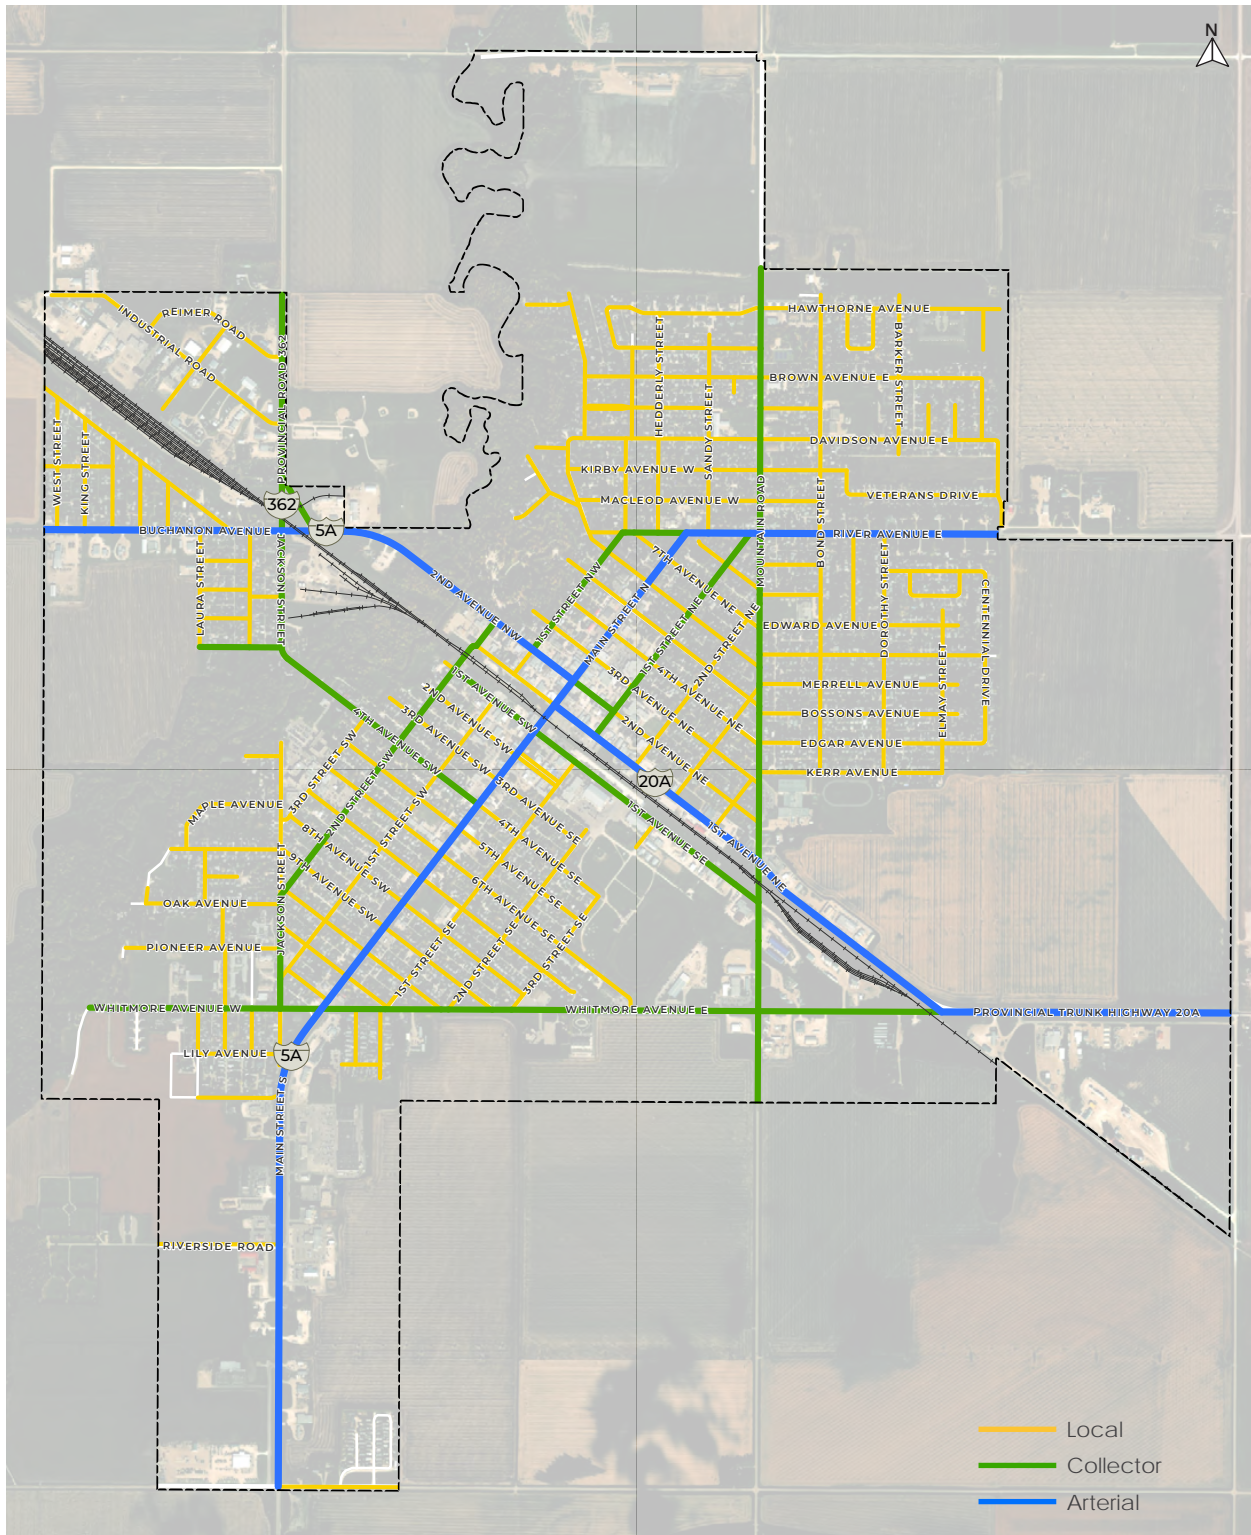 N
HAWTHORNE AVENUE
REIMER ROAD
INDUSTRIAL ROAD
PROVINCIAL ROAD 362
HEDDERLY STREET
BARKER STREET
BROWN AVENUE E
SANDY STREET
WEST STREET
KING STREET
DAVIDSON AVENUE E
KIRBY AVENUE W
MACLEOD AVENUE W
VETERANS DRIVE
MOUNTAIN ROAD
BOND STREET
362
5A
BUCHANON AVENUE
RIVER AVENUE E
JACKSON STREET
LAURA STREET
2ND AVENUE NW
1ST STREET NW
MAIN STREET N
7TH AVENUE NE
1ST STREET NE
2ND STREET NE
DOROTHY STREET
CENTENNIAL DRIVE
EDWARD AVENUE
ELMAY STREET
MERRELL AVENUE
BOSSONS AVENUE
EDGAR AVENUE
KERR AVENUE
1ST AVENUE SW
2ND AVENUE SW
3RD AVENUE SW
4TH AVENUE SW
3RD AVENUE NE
4TH AVENUE NE
2ND AVENUE NE
20A
3RD STREET SW
2ND STREET SW
1ST STREET SW
MAPLE AVENUE
8TH AVENUE SW
9TH AVENUE SW
3RD AVENUE SE
4TH AVENUE SE
5TH AVENUE SE
6TH AVENUE SE
1ST AVENUE SE
1ST AVENUE NE
JACKSON STREET
OAK AVENUE
PIONEER AVENUE
1ST STREET SE
2ND STREET SE
3RD STREET SE
WHITMORE AVENUE W
WHITMORE AVENUE E
PROVINCIAL TRUNK HIGHWAY 20A
LILY AVENUE
5A
MAIN STREET S
RIVERSIDE ROAD
Local
Collector
Arterial